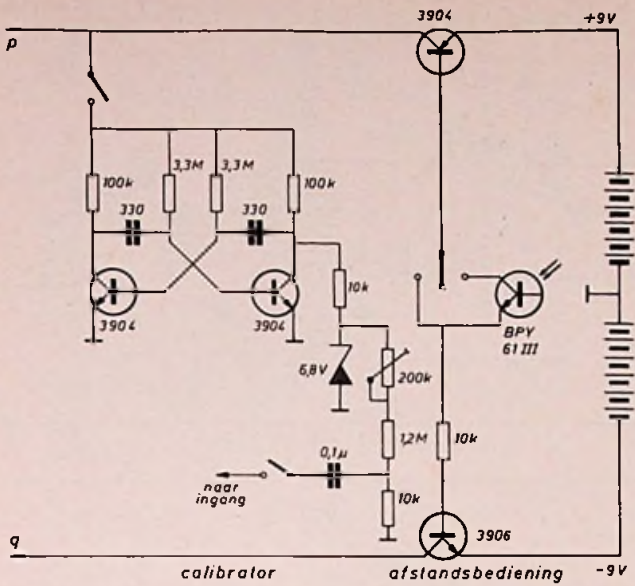 3904
+9V
p
3,3M
3,3M
100k
100k
330
330
10k
3904
3904
BPY
61 III
6,8V
200k
1,2M
10k
0,1µ
naar
ingang
10k
3906
q
-9V
calibrator
afstandsbediening